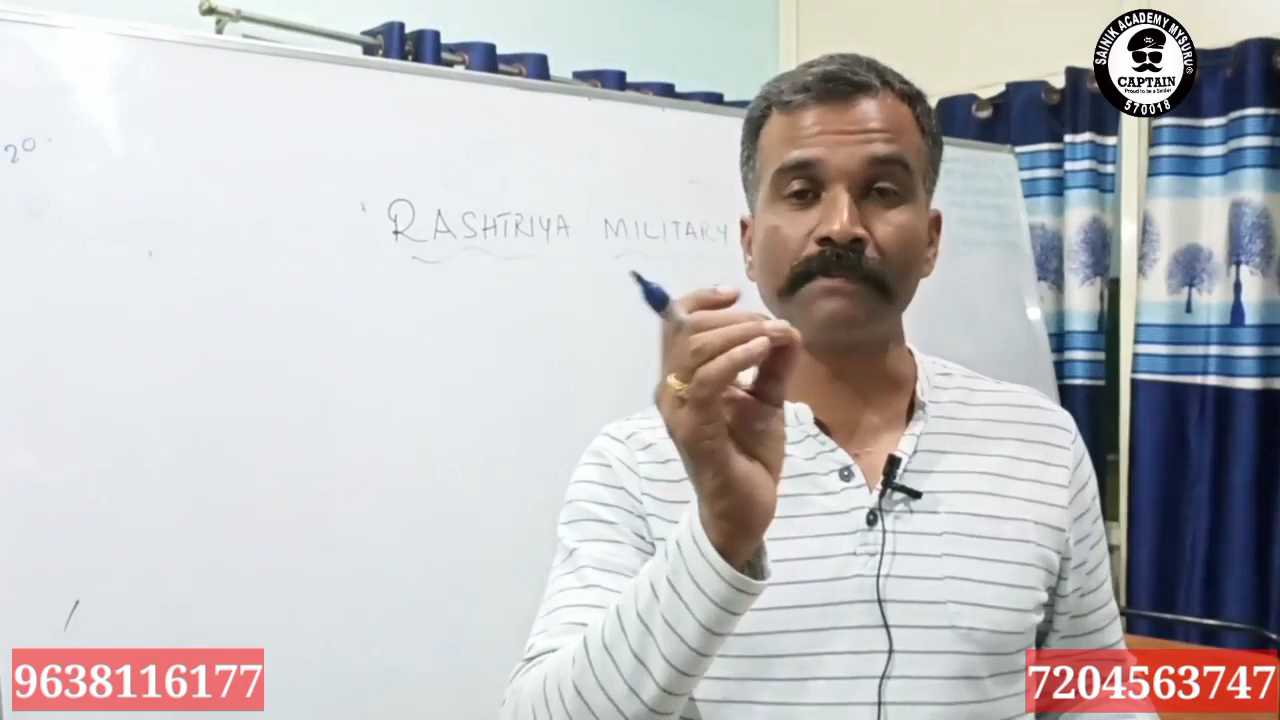 SAINIK ACADEMY MYSURU®
CAPTAIN
Proud to be a Soldier
570018
20.
RASHTRIYA MILITARY
9638116177
7204563747